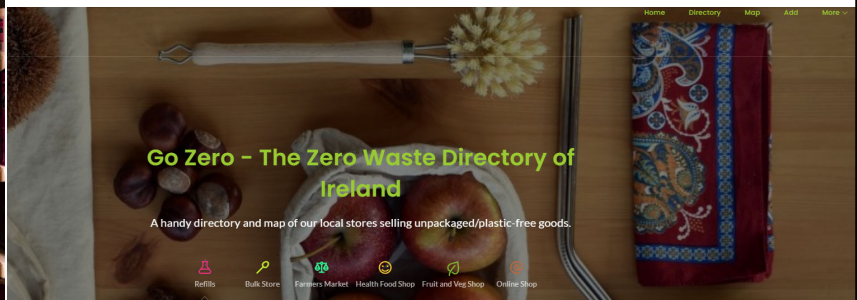 Home Directory Map Add More
Go Zero - The Zero Waste Directory of
Ireland
A handy directory and map of our local stores selling unpackaged/plastic-free goods.
Refills Bulk Store Farmers Market Health Food Shop Fruit and Veg Shop Online Shop